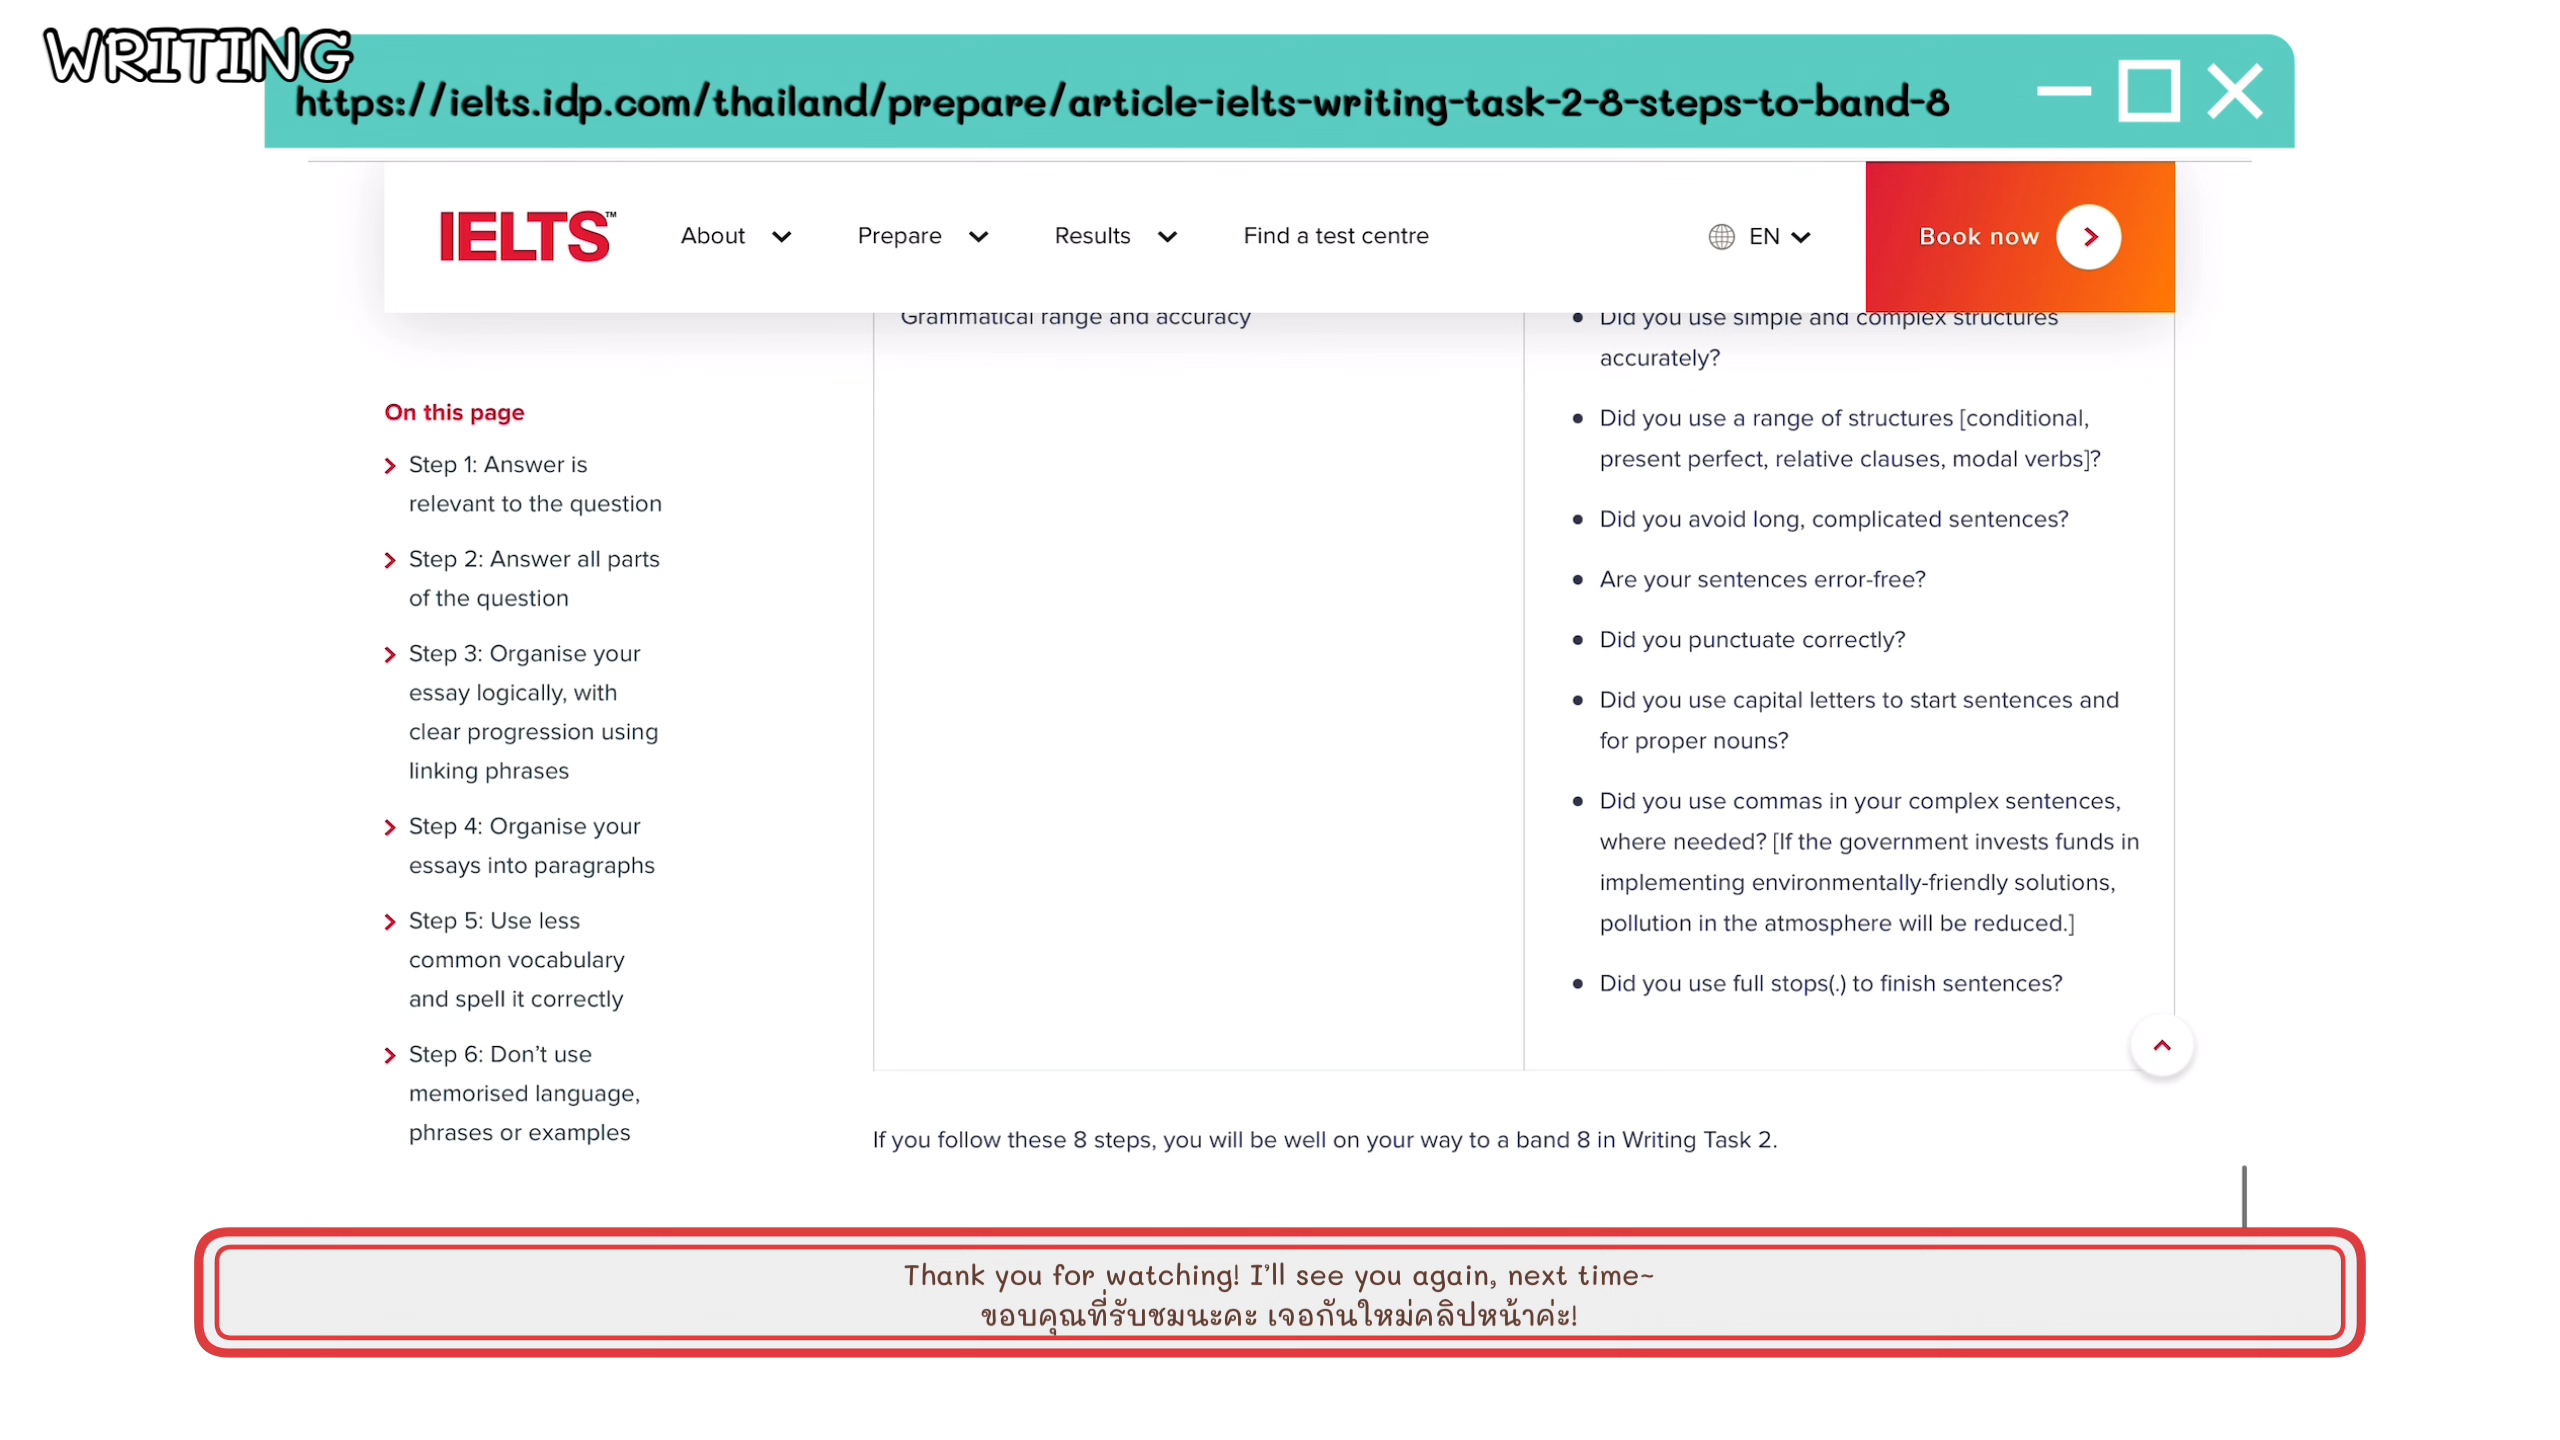 WRITING
https://ielts.idp.com/thailand/prepare/article-ielts-writing-task-2-8-steps-to-band-8
IELTS™
About
Prepare
Results
Find a test centre
EN
Book now
On this page
Step 1: Answer is
relevant to the question
Step 2: Answer all parts
of the question
Step 3: Organise your
essay logically, with
clear progression using
linking phrases
Step 4: Organise your
essays into paragraphs
Step 5: Use less
common vocabulary
and spell it correctly
Step 6: Don't use
memorised language,
phrases or examples
Grammatical range and accuracy
• Did you use simple and complex structures
accurately?
• Did you use a range of structures [conditional,
present perfect, relative clauses, modal verbs]?
• Did you avoid long, complicated sentences?
• Are your sentences error-free?
• Did you punctuate correctly?
• Did you use capital letters to start sentences and
for proper nouns?
• Did you use commas in your complex sentences,
where needed? [If the government invests funds in
implementing environmentally-friendly solutions,
pollution in the atmosphere will be reduced.]
• Did you use full stops(.) to finish sentences?
If you follow these 8 steps, you will be well on your way to a band 8 in Writing Task 2.
Thank you for watching! I'll see you again, next time~
ขอบคุณที่รับชมนะคะ เจอกันใหม่คลิปหน้าค่ะ!